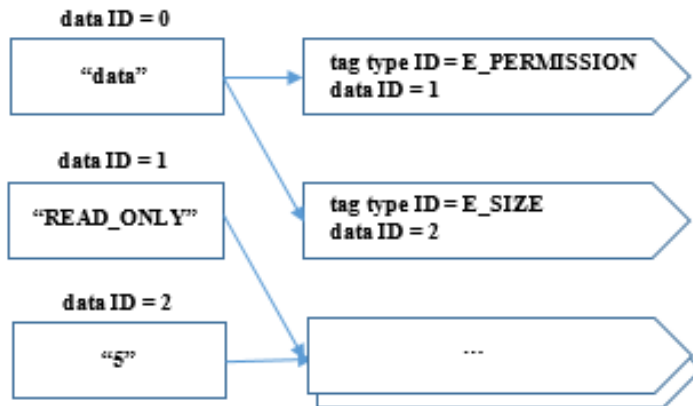 data ID = 0
“data”
tag type ID = E_PERMISSION
data ID = 1
data ID = 1
“READ_ONLY”
tag type ID = E_SIZE
data ID = 2
data ID = 2
“5”
...